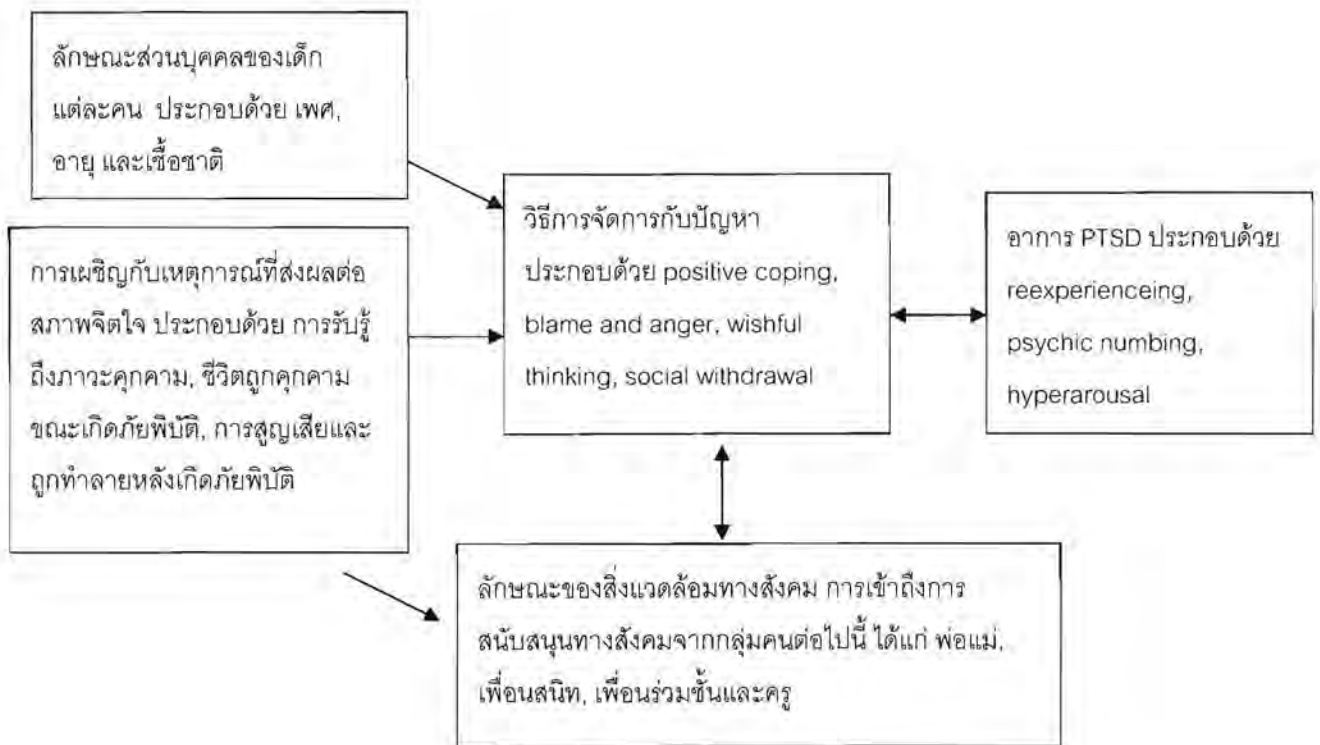 ลักษณะส่วนบุคคลของเด็ก
แต่ละคน ประกอบด้วย เพศ,
อายุ และเชื้อชาติ
การเผชิญกับเหตุการณ์ที่ส่งผลต่อ
สภาพจิตใจ ประกอบด้วย การรับรู้
ถึงภาวะคุกคาม, ชีวิตถูกคุกคาม
ขณะเกิดภัยพิบัติ, การสูญเสียและ
ถูกทำลายหลังเกิดภัยพิบัติ
วิธีการจัดการกับปัญหา
ประกอบด้วย positive coping,
blame and anger, wishful
thinking, social withdrawal
อาการ PTSD ประกอบด้วย
reexperienceing,
psychic numbing,
hyperarousal
ลักษณะของสิ่งแวดล้อมทางสังคม การเข้าถึงการ
สนับสนุนทางสังคมจากกลุ่มคนต่อไปนี้ ได้แก่ พ่อแม่,
เพื่อนสนิท, เพื่อนร่วมชั้นและครู